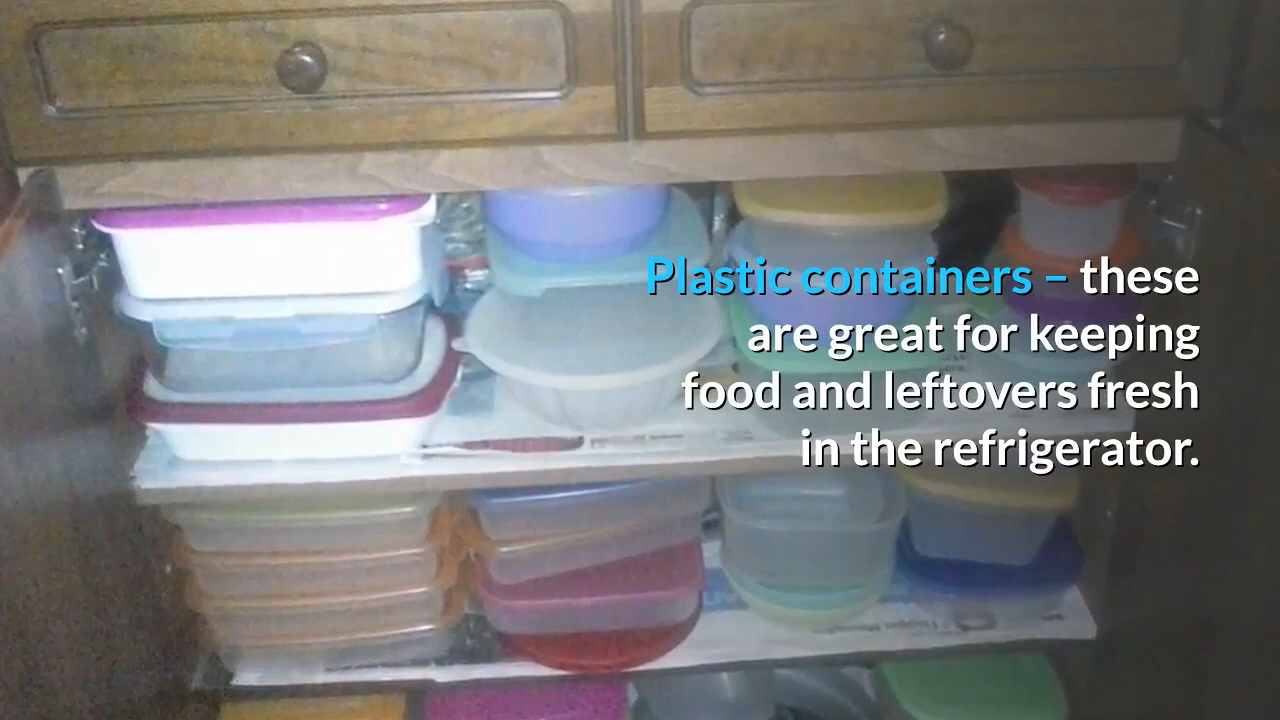 Plastic containers – these
are great for keeping
food and leftovers fresh
in the refrigerator.